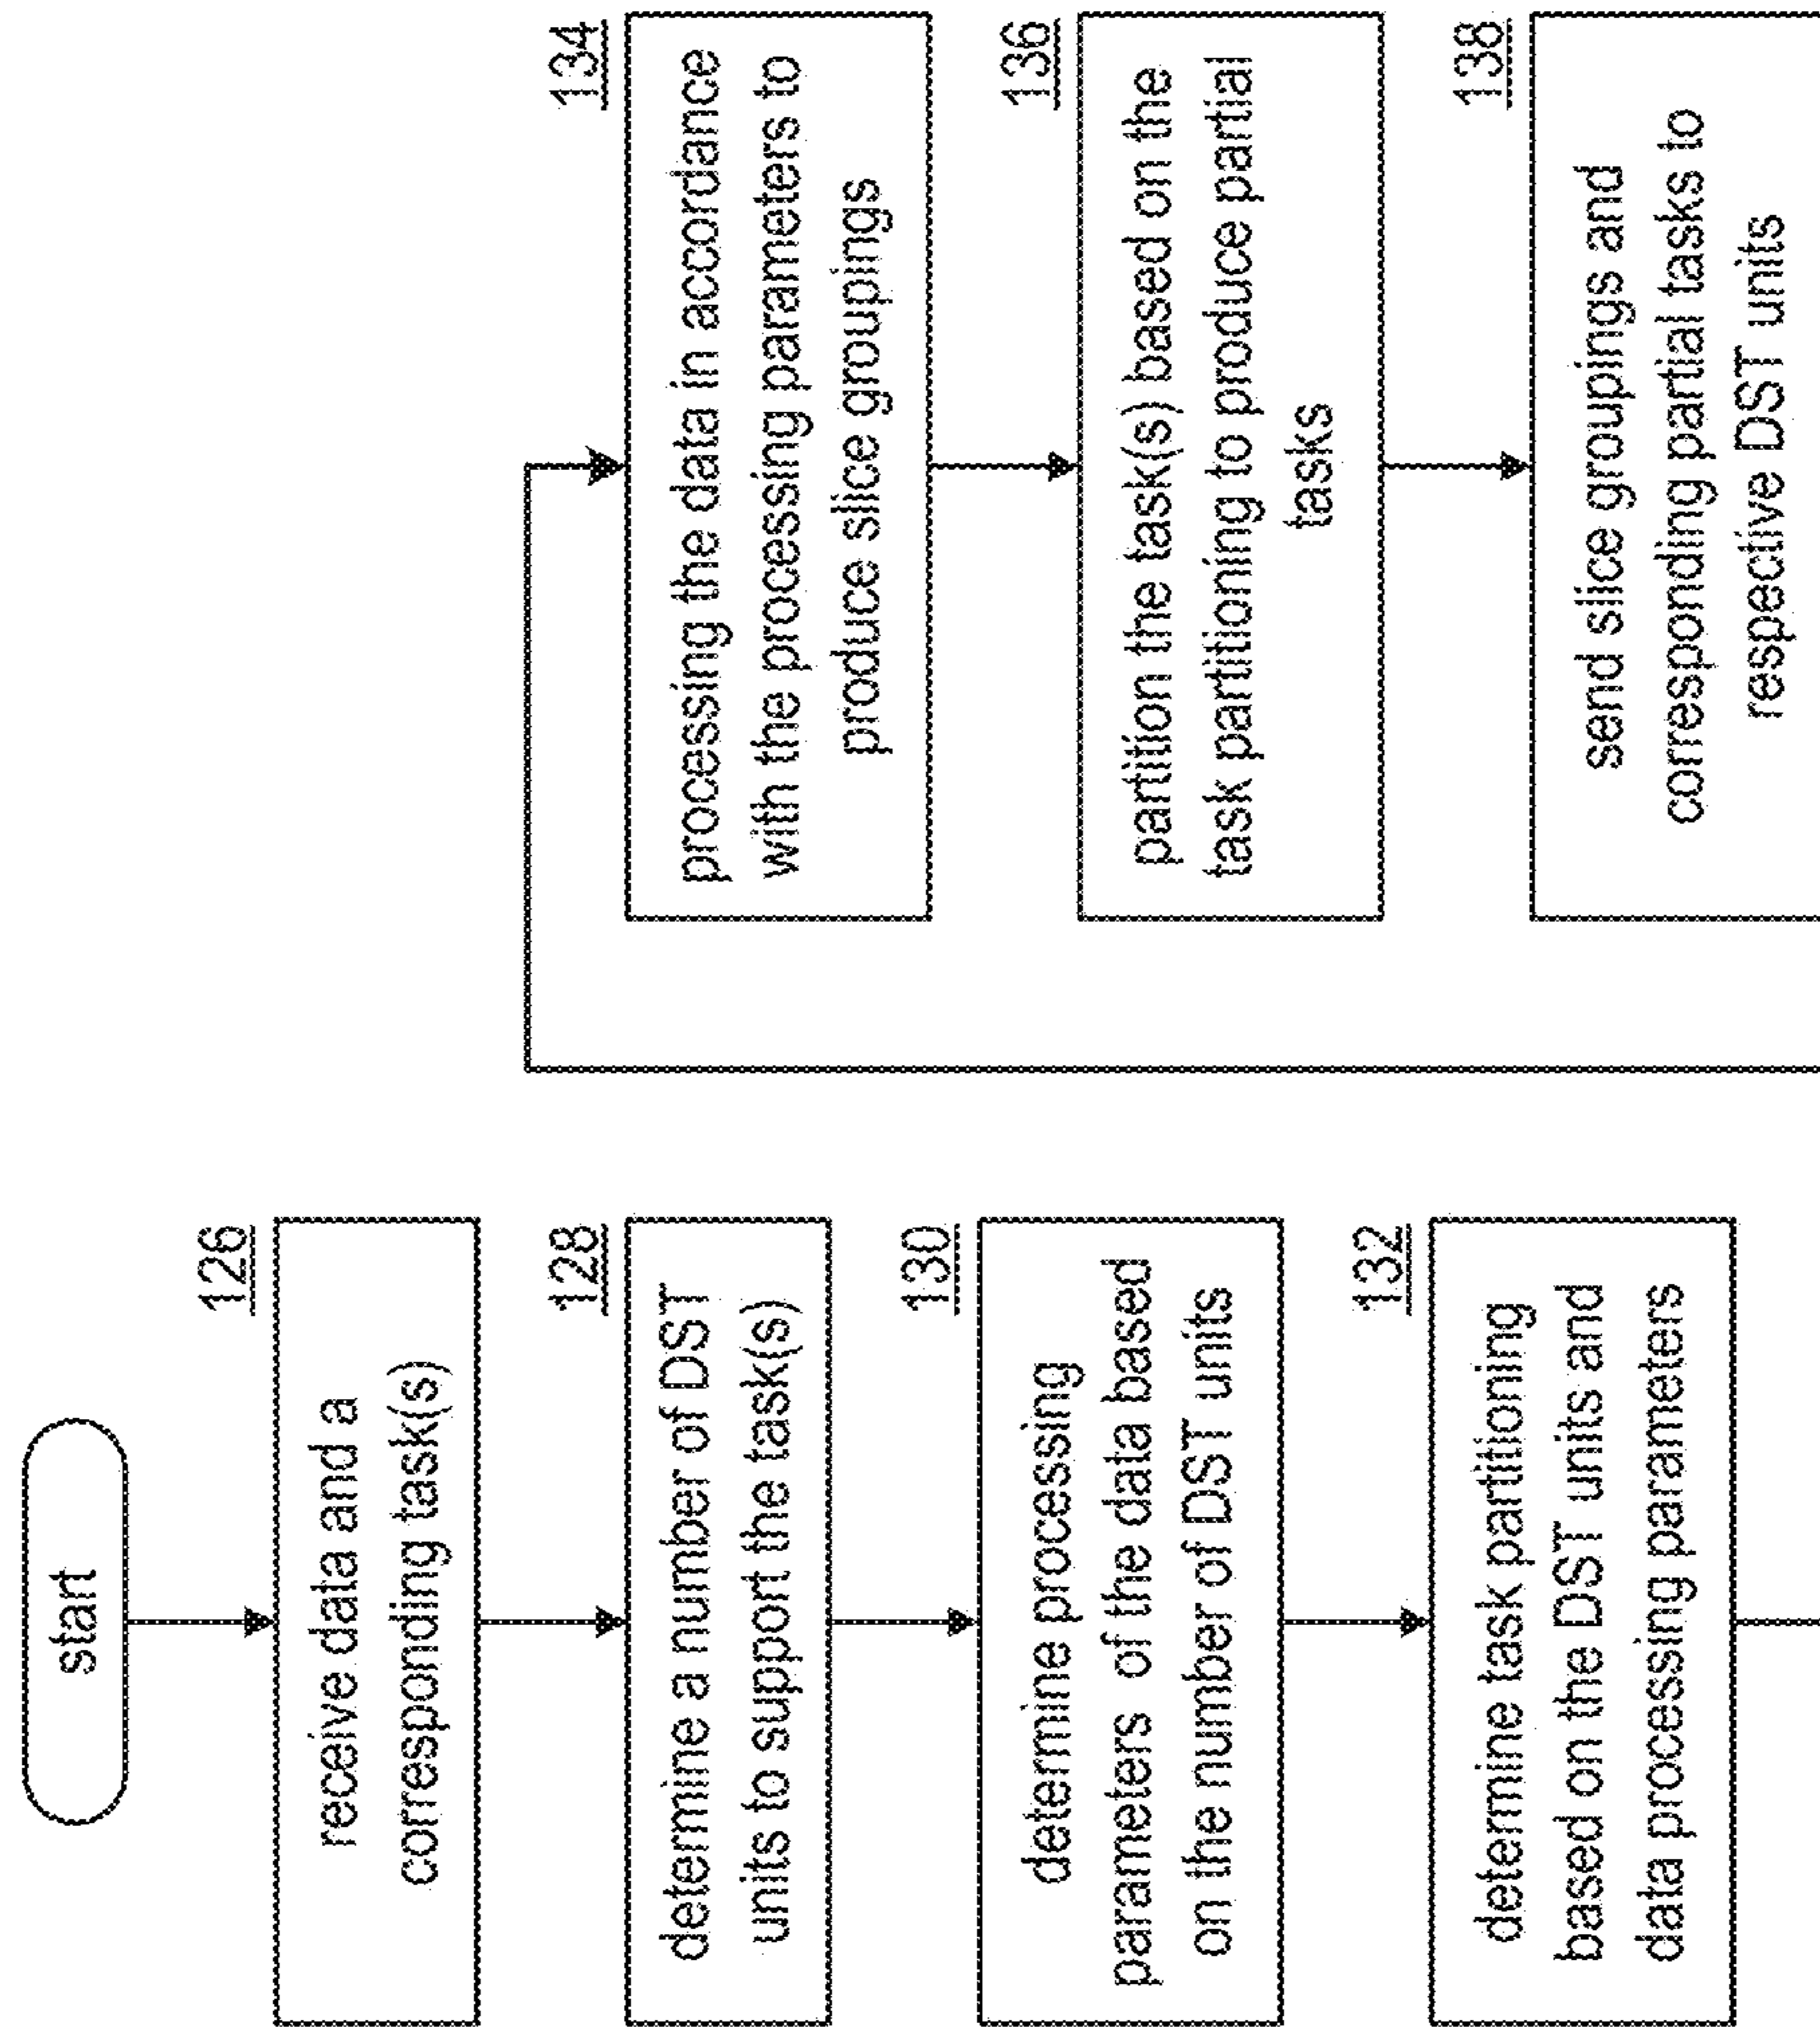 start
126
receive data and a
corresponding task(s)
128
determine a number of DST
units to support the task(s)
130
determine processing
parameters of the data based
on the number of DST units
132
determine task partitioning
based on the DST units and
data processing parameters
134
processing the data in accordance
with the processing parameters to
produce slice groupings
136
partition the task(s) based on the
task partitioning to produce partial
tasks
138
send slice groupings and
corresponding partial tasks to
respective DST units